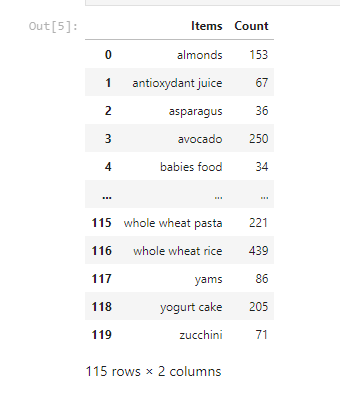 Out[5]:
Items Count
0 almonds 153
1 antioxydant juice 67
2 asparagus 36
3 avocado 250
4 babies food 34
... ... ...
115 whole wheat pasta 221
116 whole wheat rice 439
117 yams 86
118 yogurt cake 205
119 zucchini 71
115 rows × 2 columns